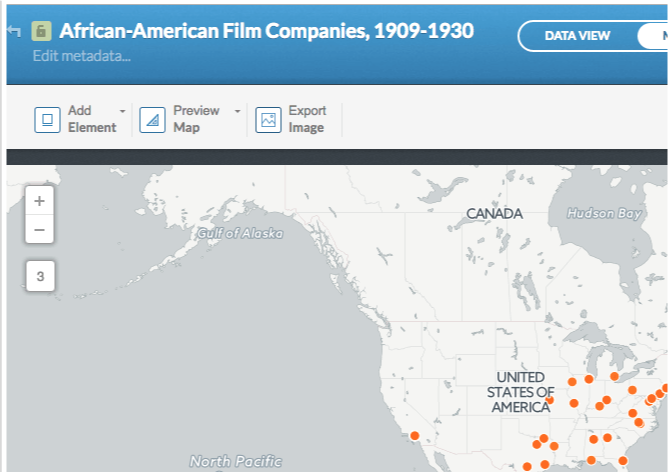 African-American Film Companies, 1909-1930
Edit metadata...
DATA VIEW
Add
Element
Preview
Map
Export
Image
+
−
3
Gulf of Alaska
CANADA
Hudson Bay
UNITED
STATES OF
AMERICA
North Pacific